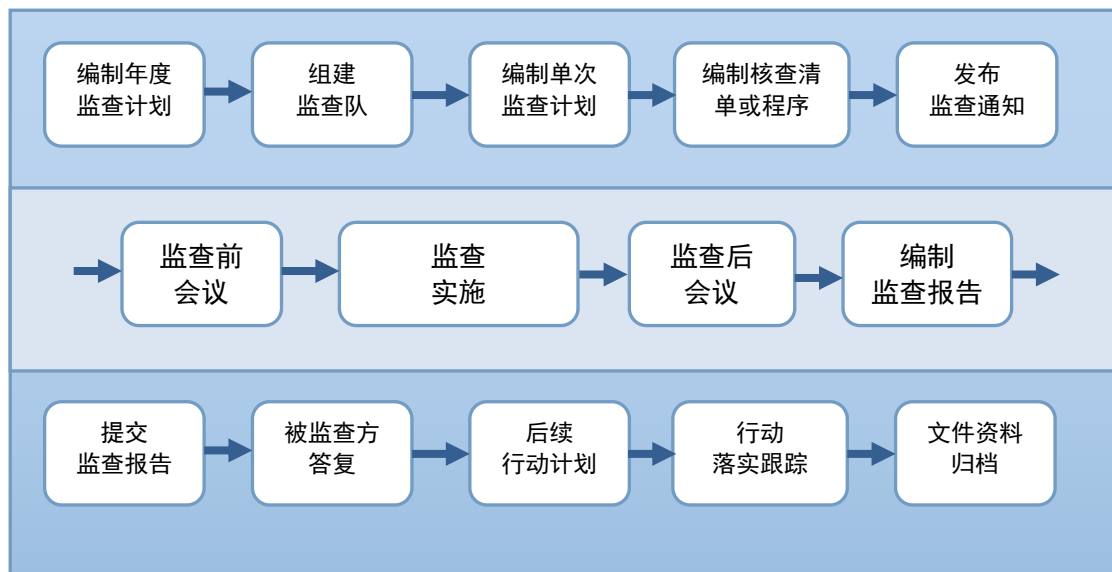 编制年度
监查计划
组建
监查队
编制单次
监查计划
编制核查清
单或程序
发布
监查通知
监查前
会议
监查
实施
监查后
会议
编制
监查报告
提交
监查报告
被监查方
答复
后续
行动计划
行动
落实跟踪
文件资料
归档